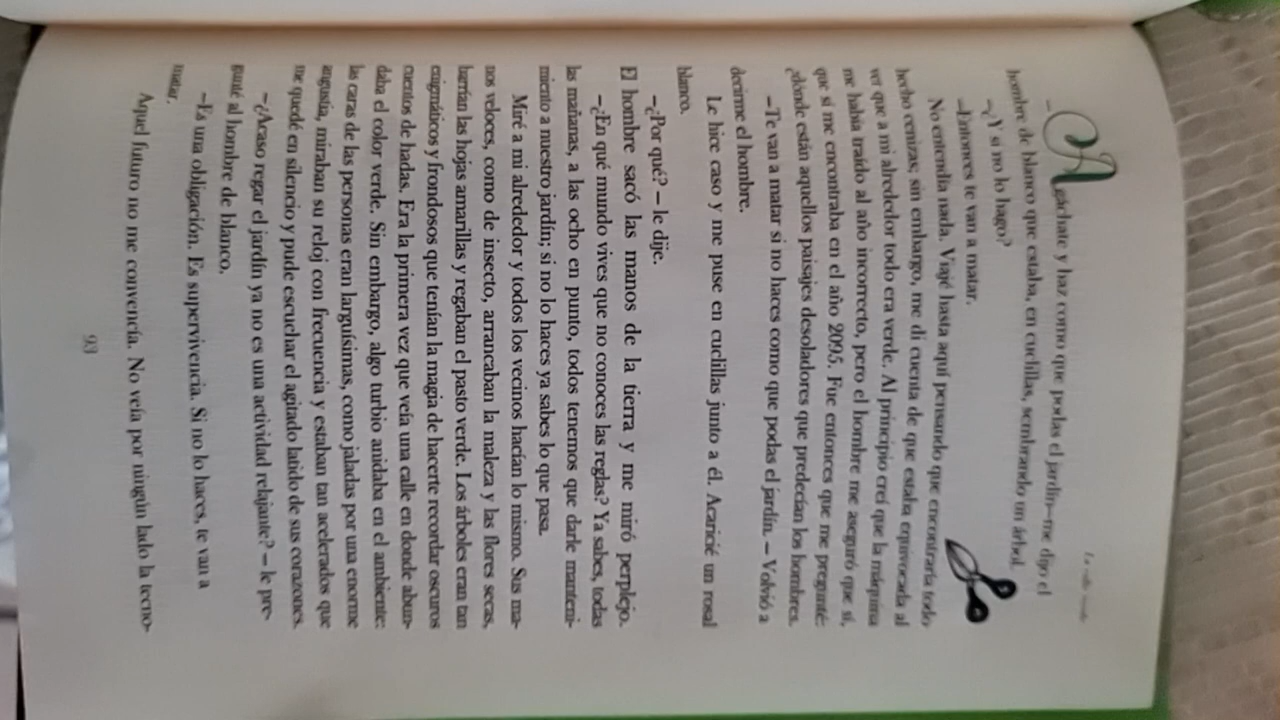 La calle verde
–Agáchate y haz como que podas el jardín–me dijo el
hombre de blanco que estaba, en cuclillas, sembrando un árbol.
–¿Y si no lo hago?
–Entonces te van a matar.
No entendía nada. Viajé hasta aquí pensando que encontraría todo
hecho cenizas; sin embargo, me di cuenta de que estaba equivocada al
ver que a mi alrededor todo era verde. Al principio creí que la máquina
me había traído al año incorrecto, pero el hombre me aseguró que sí,
que si me encontraba en el año 2095. Fue entonces que me pregunté:
¿dónde están aquellos paisajes desoladores que predecían los hombres.
–Te van a matar si no haces como que podas el jardín. – Volvió a
decirme el hombre.
Le hice caso y me puse en cuclillas junto a él. Acaricié un rosal
blanco.
–¿Por qué? – le dije.
El hombre sacó las manos de la tierra y me miró perplejo.
–¿En qué mundo vives que no conoces las reglas? Ya sabes, todas
las mañanas, a las ocho en punto, todos tenemos que darle manteni-
miento a nuestro jardín; si no lo haces ya sabes lo que pasa.
Miré a mi alrededor y todos los vecinos hacían lo mismo. Sus ma-
nos veloces, como de insecto, arrancaban la maleza y las flores secas,
barrían las hojas amarillas y regaban el pasto verde. Los árboles eran tan
enigmáticos y frondosos que tenían la magia de hacerte recordar oscuros
cuentos de hadas. Era la primera vez que veía una calle en donde abun-
daba el color verde. Sin embargo, algo turbio anidaba en el ambiente:
las caras de las personas eran larguísimas, como jaladas por una enorme
angustia, miraban su reloj con frecuencia y estaban tan acelerados que
me quedé en silencio y pude escuchar el agitado latido de sus corazones.
–¿Acaso regar el jardín ya no es una actividad relajante? – le pre-
gunté al hombre de blanco.
–Es una obligación. Es supervivencia. Si no lo haces, te van a
matar.
Aquel futuro no me convencía. No veía por ningún lado la tecno-
93